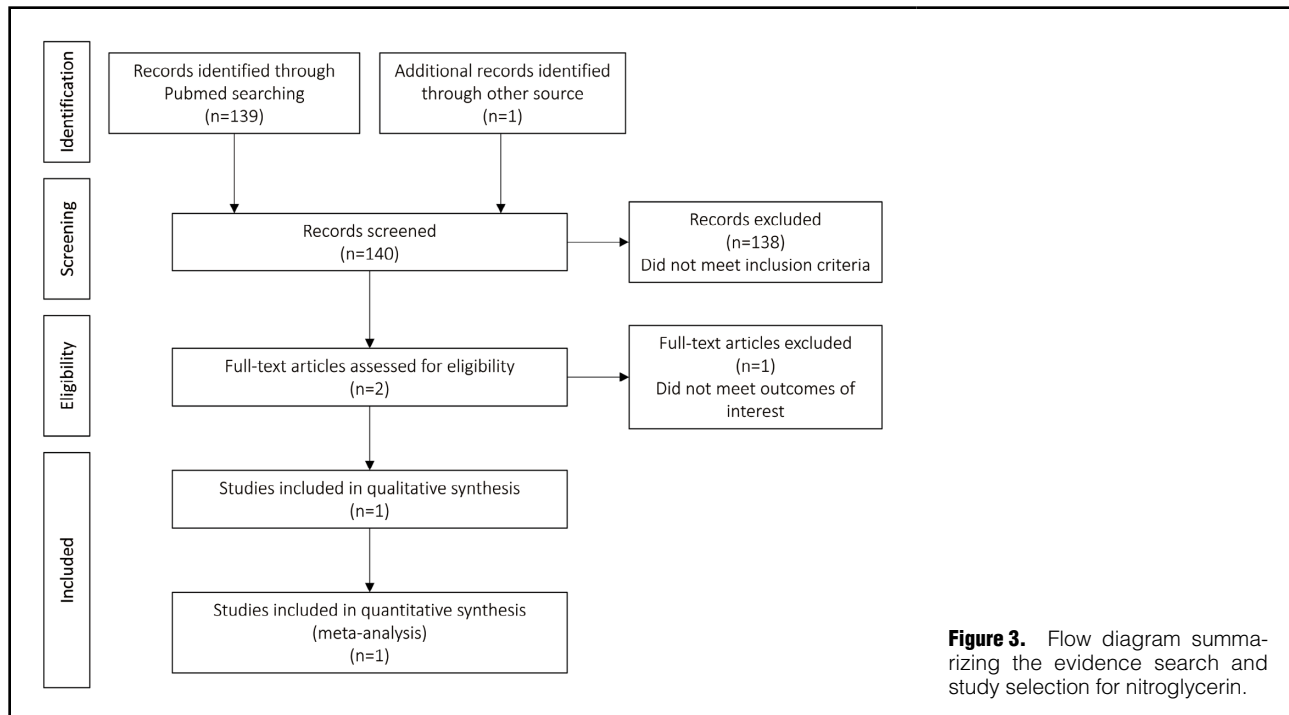 Identification
Records identified through
Pubmed searching
(n=139)
Additional records identified
through other source
(n=1)
Screening
Records screened
(n=140)
Records excluded
(n=138)
Did not meet inclusion criteria
Eligibility
Full-text articles assessed for eligibility
(n=2)
Full-text articles excluded
(n=1)
Did not meet outcomes of
interest
Included
Studies included in qualitative synthesis
(n=1)
Studies included in quantitative synthesis
(meta-analysis)
(n=1)
Figure 3. Flow diagram summa-
rizing the evidence search and
study selection for nitroglycerin.